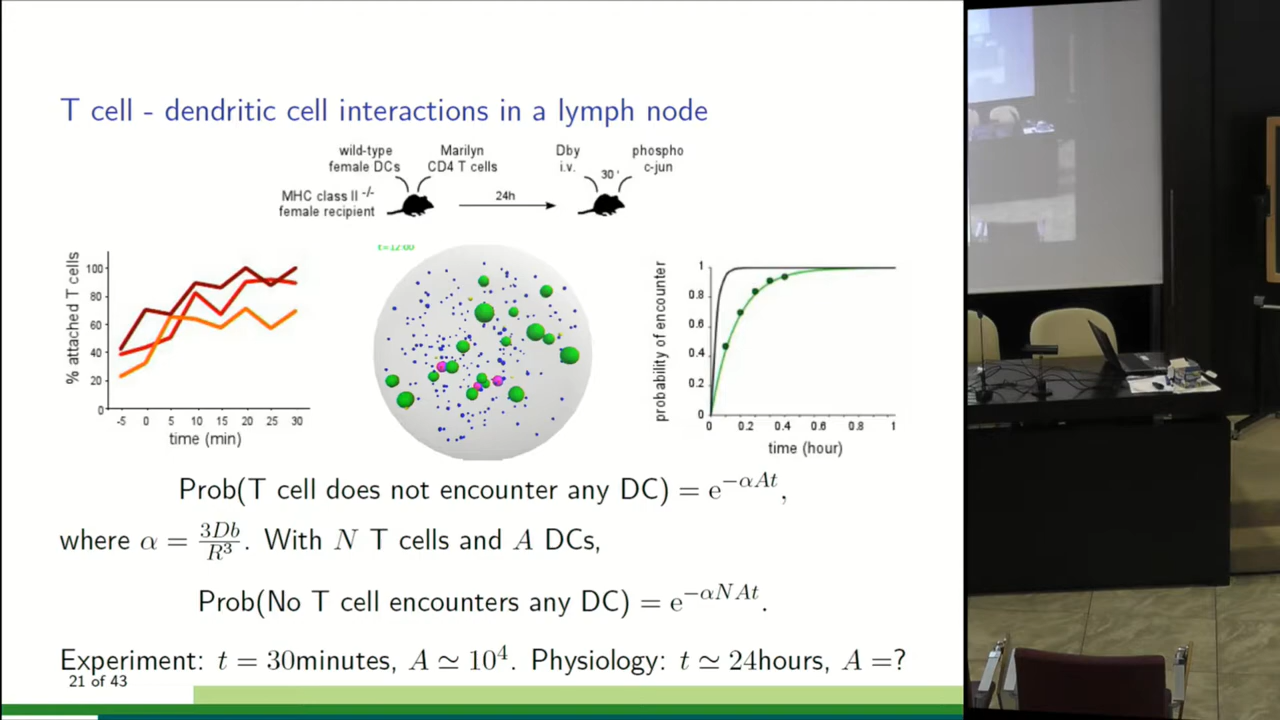 T cell - dendritic cell interactions in a lymph node
wild-type
female DCs
Marilyn
CD4 T cells
Dby
i.v.
phospho
c-jun
30'
MHC class II -/-
female recipient
24h
t=12:00
% attached T cells
100
80
60
40
20
0
-5 0 5 10 15 20 25 30
time (min)
probability of encounter
1
0.8
0.6
0.4
0.2
0
0 0.2 0.4 0.6 0.8 1
time (hour)
Prob(T cell does not encounter any DC) = e^{-αAt},
where α = 3Db/R³. With N T cells and A DCs,
Prob(No T cell encounters any DC) = e^{-αNAt}.
Experiment: t = 30minutes, A ≃ 10⁴. Physiology: t ≃ 24hours, A =?
21 of 43